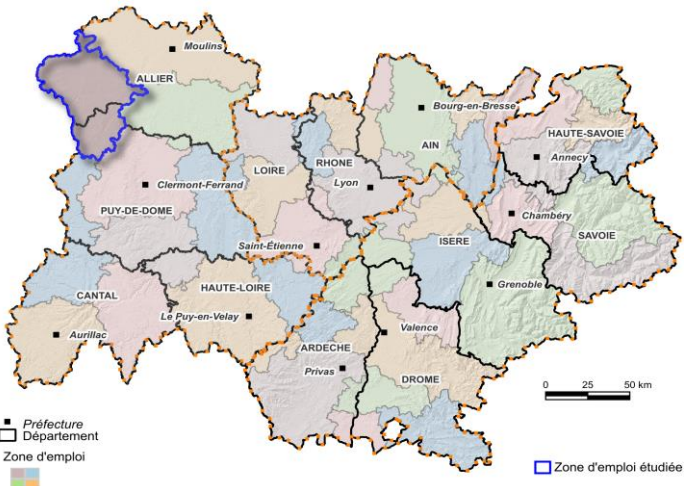 Moulins
ALLIER
Bourg-en-Bresse
AIN
HAUTE-SAVOIE
Annecy
LOIRE
RHONE
Lyon
Clermont-Ferrand
PUY-DE-DOME
Chambéry
SAVOIE
Saint-Étienne
ISERE
Grenoble
CANTAL
HAUTE-LOIRE
Le Puy-en-Velay
Aurillac
Valence
ARDECHE
Privas
DROME
0 25 50 km
Préfecture
Département
Zone d'emploi
Zone d'emploi étudiée